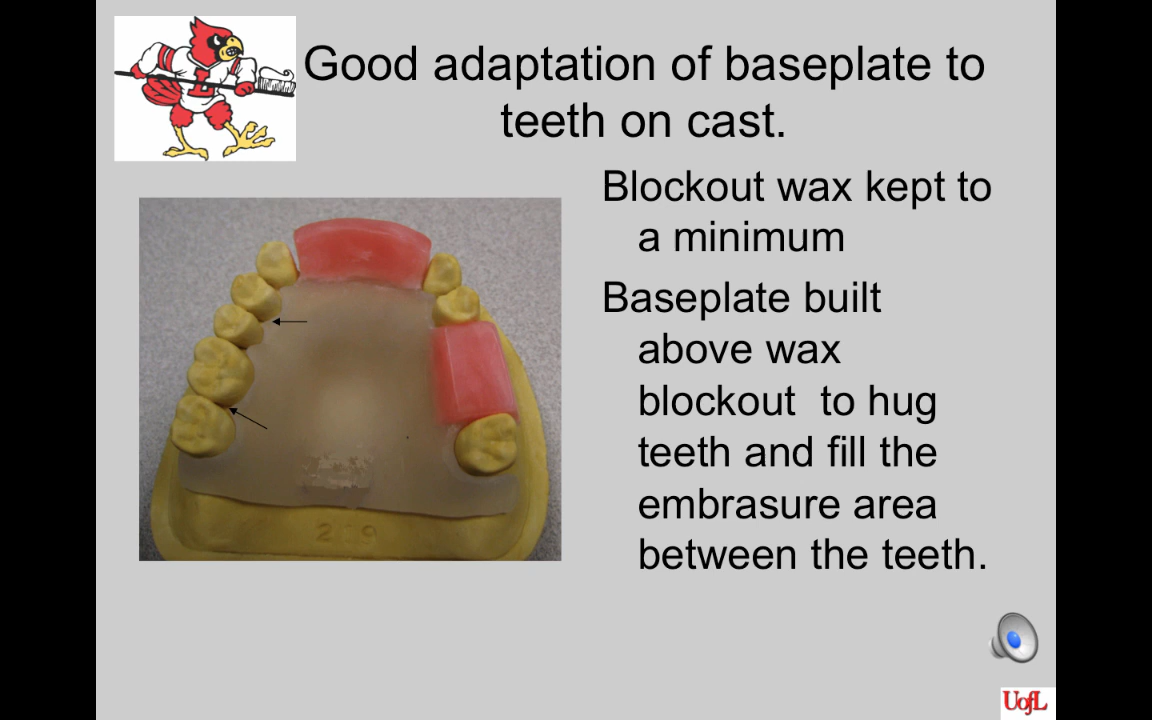 Good adaptation of baseplate to
teeth on cast.
Blockout wax kept to
a minimum
Baseplate built
above wax
blockout  to hug
teeth and fill the
embrasure area
between the teeth.
L
UofL